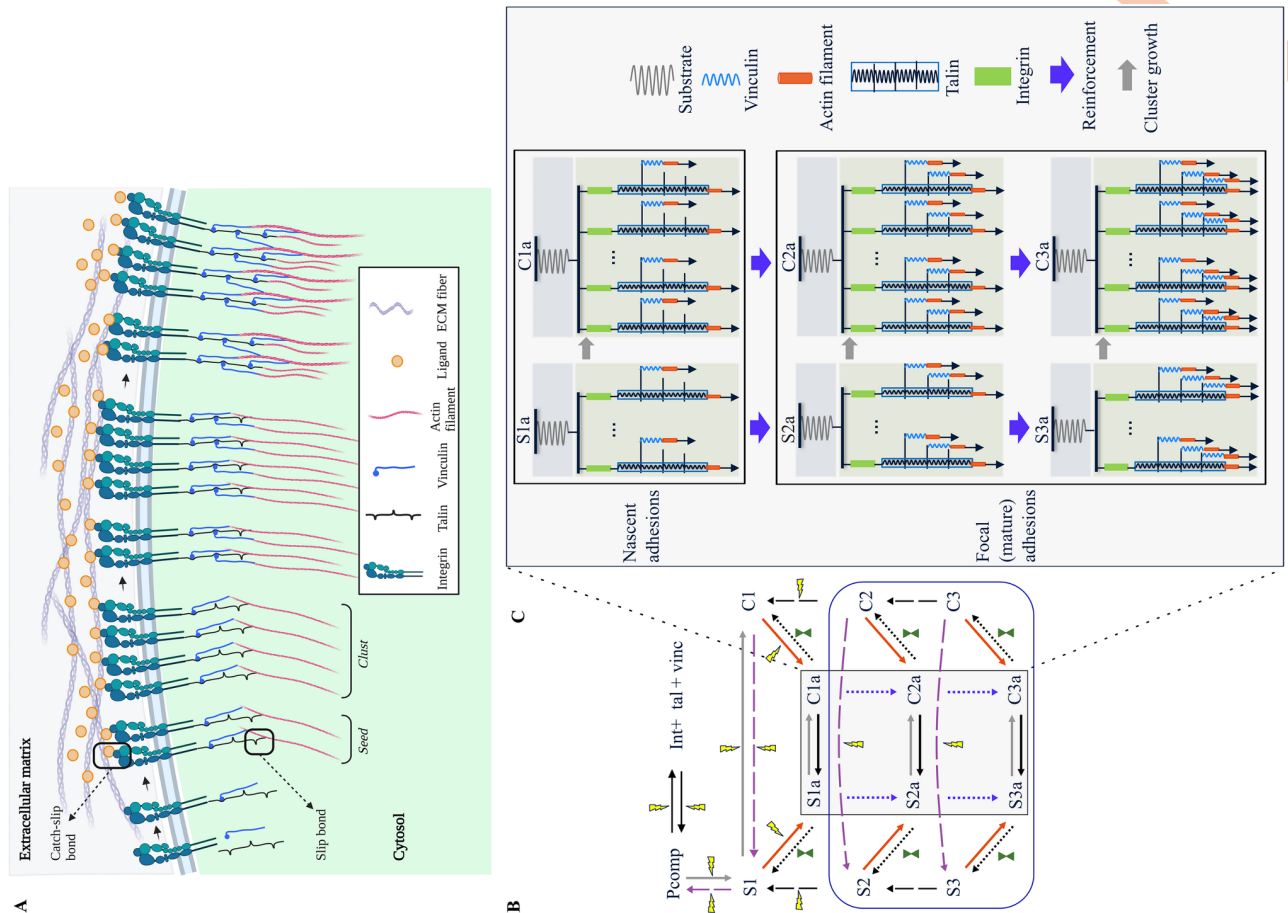 A
Extracellular matrix
Catch-slip
bond
Seed
Clust
Slip bond
Cytosol
Integrin
Talin
Vinculin
Actin
filament
Ligand
ECM fiber
B
Pcomp
Int+ tal + vinc
S1
C1
S1a
C1a
S2
S2a
C2a
C2
S3
S3a
C3a
C3
C
Nascent
adhesions
S1a
C1a
...
Focal
(mature)
adhesions
S2a
C2a
...
...
S3a
C3a
...
...
Substrate
Vinculin
Actin filament
Talin
Integrin
Reinforcement
Cluster growth